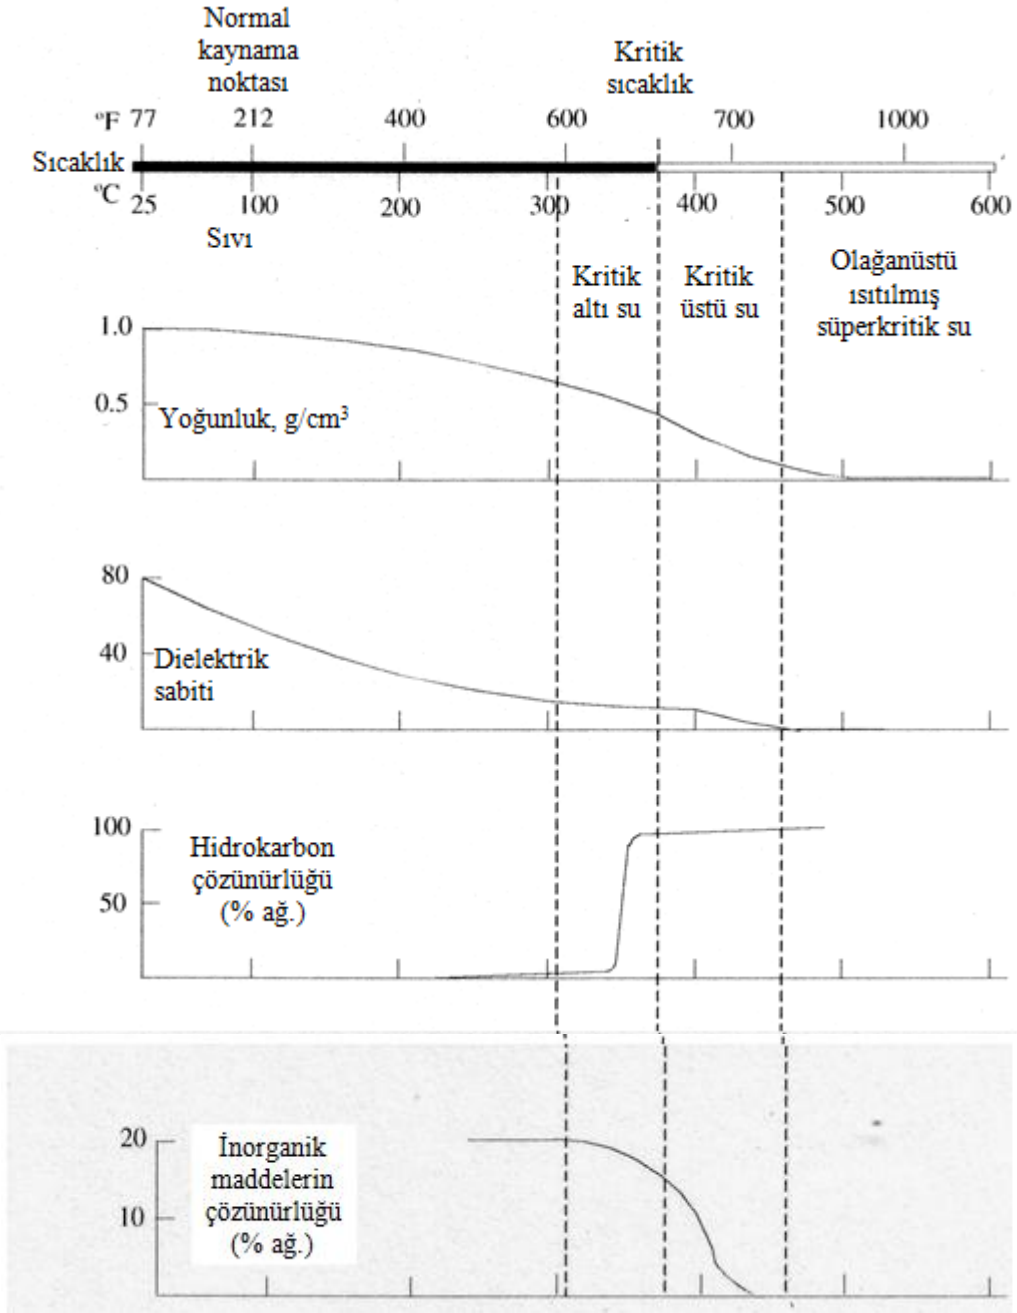 Normal
kaynama
noktası
Kritik
sıcaklık
ºF 77 212 400 600 700 1000
Sıcaklık
ºC 25 100 200 300 400 500 600
Sıvı
Kritik
altı su
Kritik
üstü su
Olağanüstü
ısıtılmış
süperkritik su
1.0
0.5
Yoğunluk, g/cm³
80
40
Dielektrik
sabiti
100
50
Hidrokarbon
çözünürlüğü
(% ağ.)
20
10
İnorganik
maddelerin
çözünürlüğü
(% ağ.)